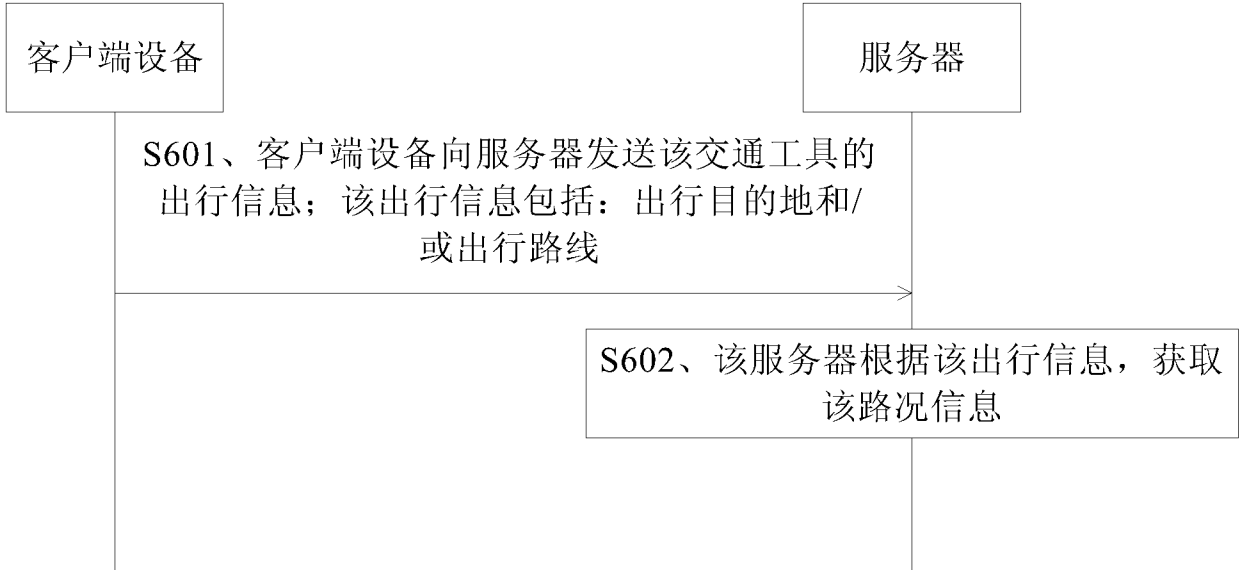 客户端设备
服务器
S601、客户端设备向服务器发送该交通工具的
出行信息；该出行信息包括：出行目的地和/
或出行路线
S602、该服务器根据该出行信息，获取
该路况信息